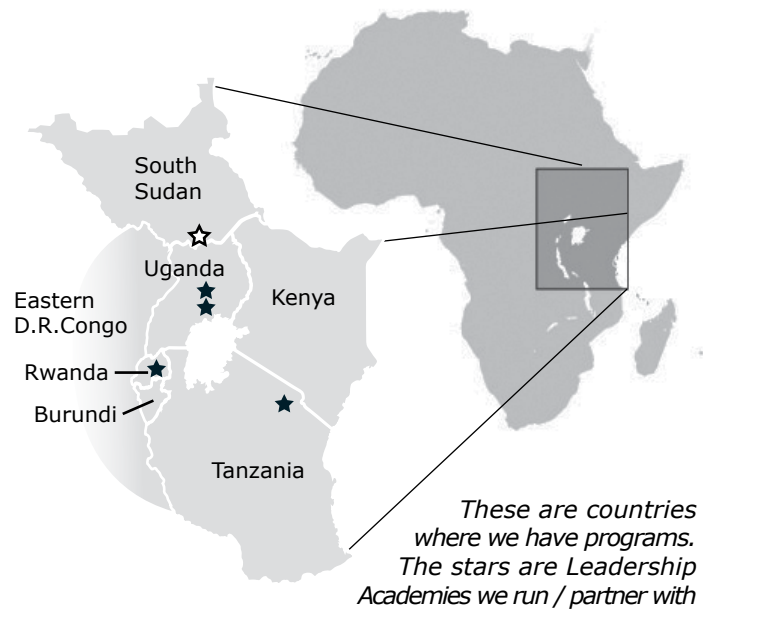 South
Sudan
Uganda
Kenya
Eastern
D.R.Congo
Rwanda
Burundi
Tanzania
These are countries
where we have programs.
The stars are Leadership
Academies we run / partner with